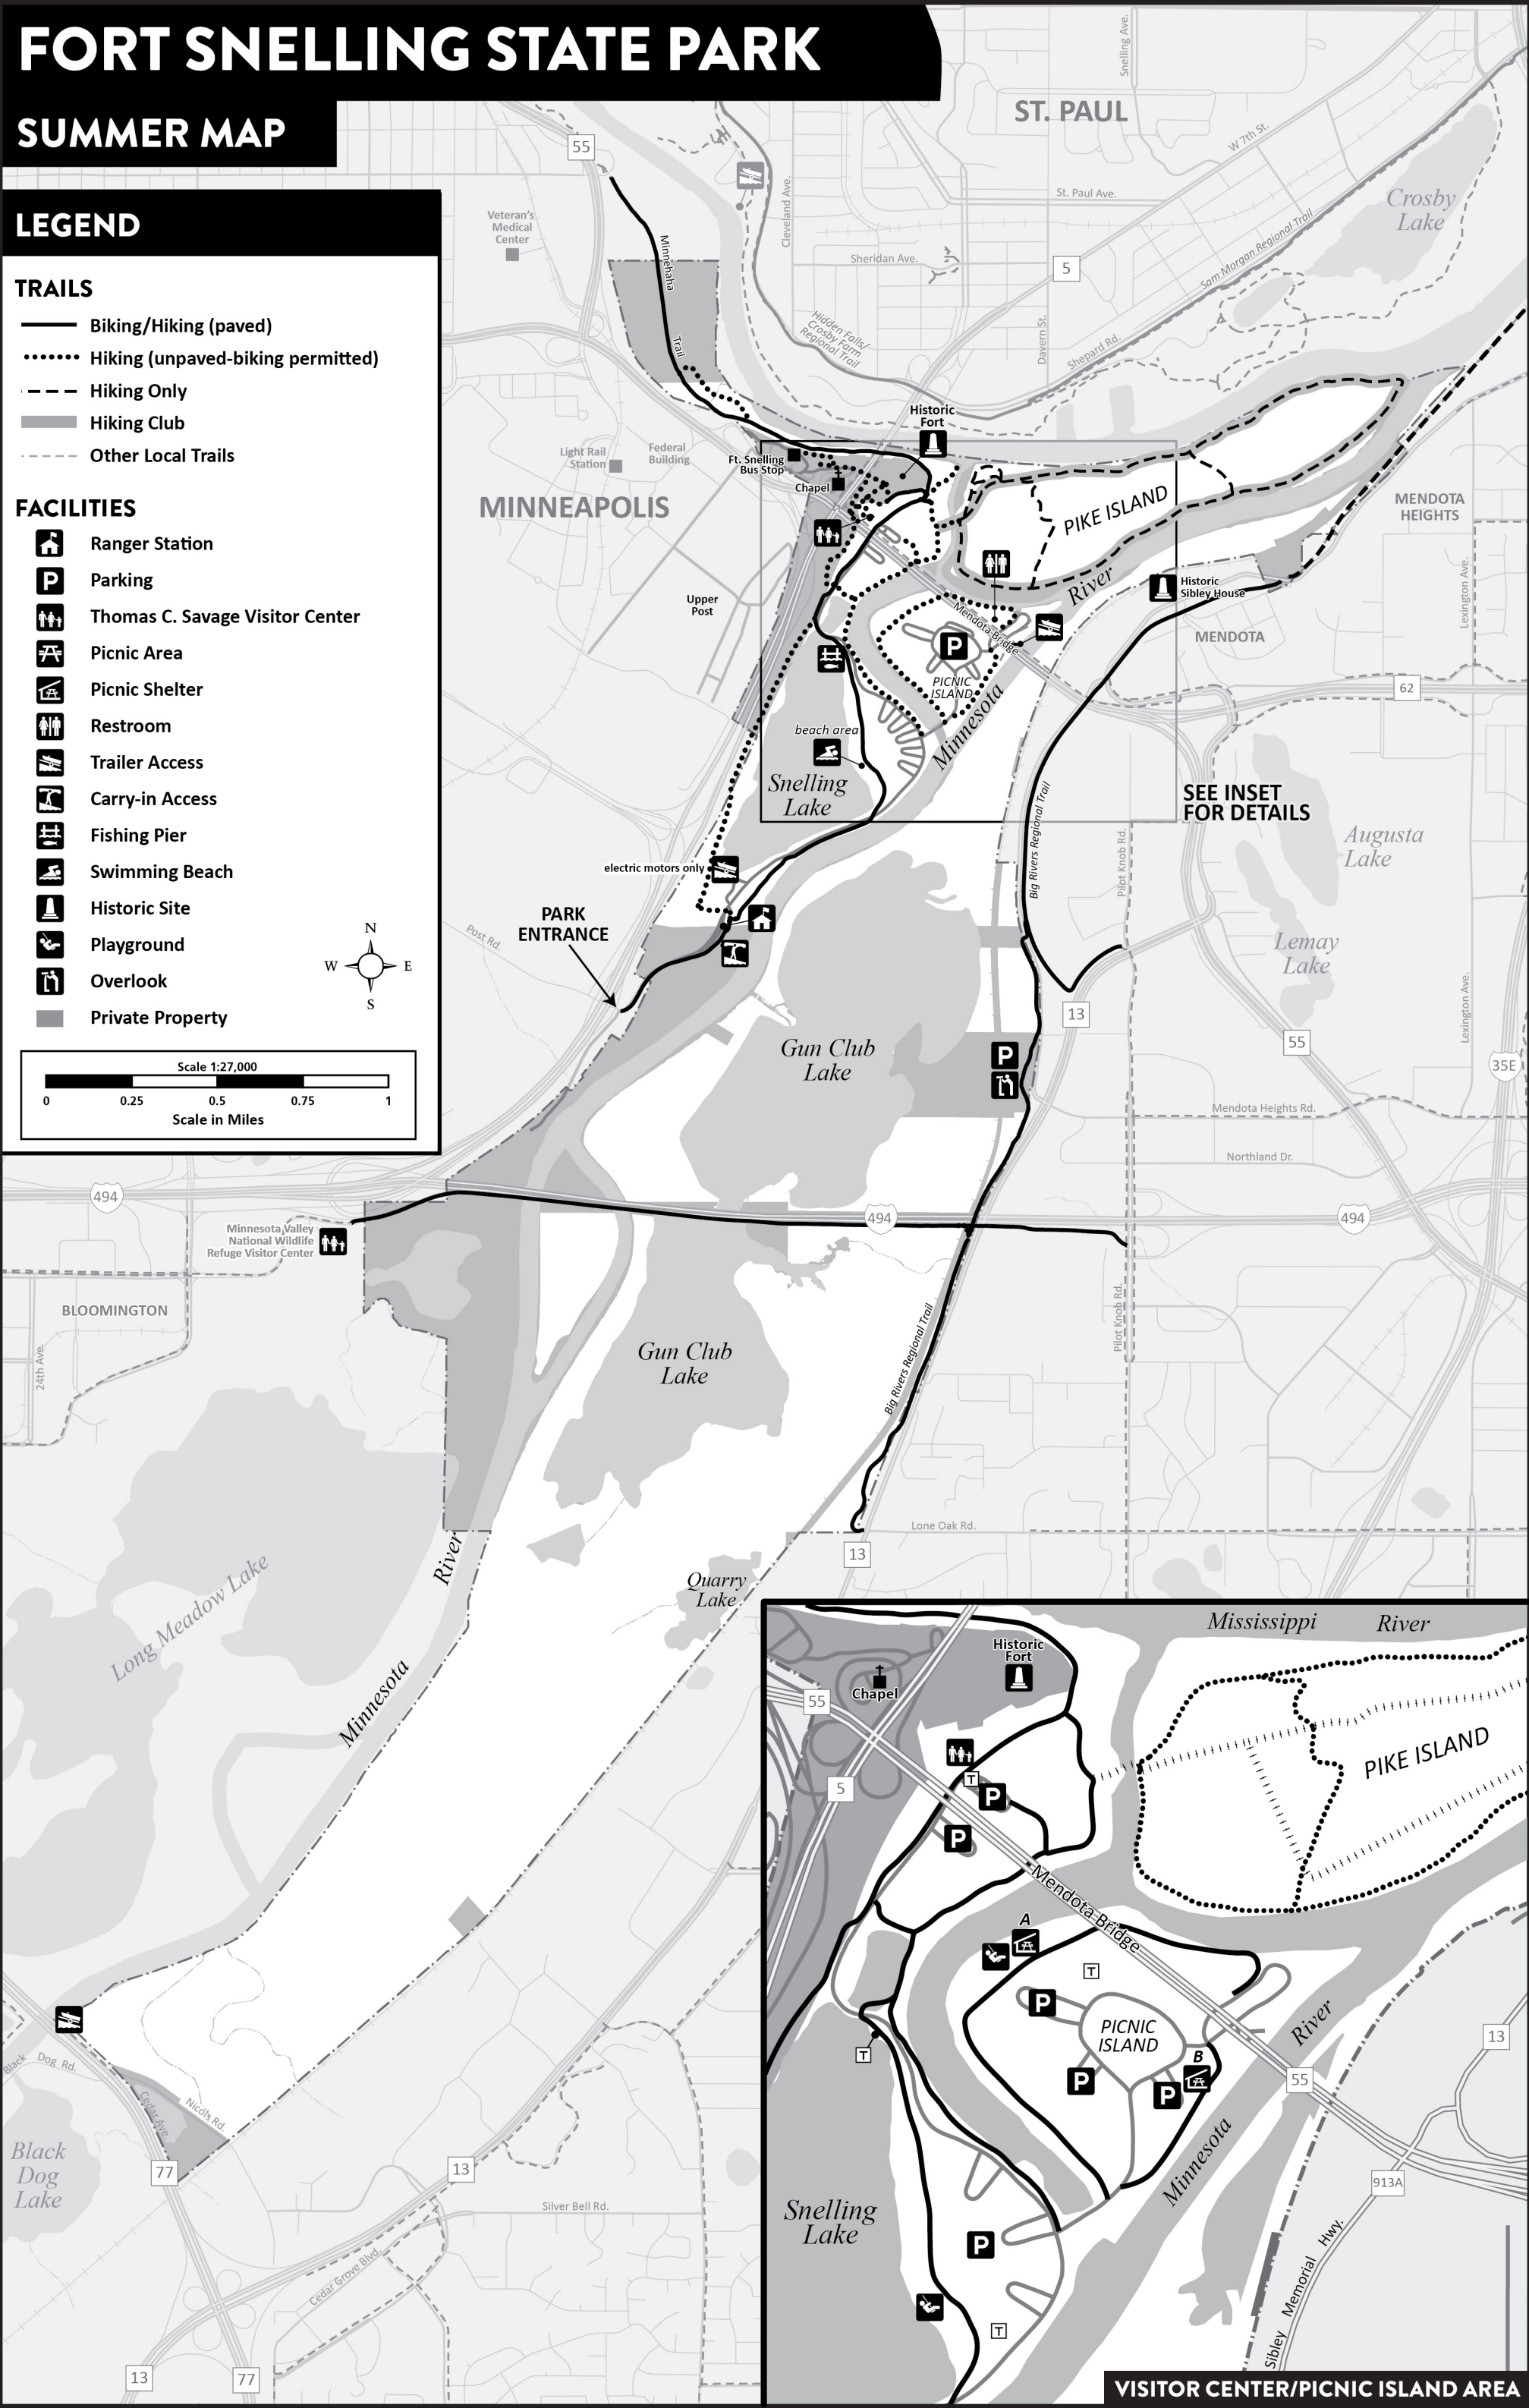 FORT SNELLING STATE PARK
SUMMER MAP
LEGEND
TRAILS
Biking/Hiking (paved)
Hiking (unpaved-biking permitted)
Hiking Only
Hiking Club
Other Local Trails
FACILITIES
Ranger Station
P
Parking
Thomas C. Savage Visitor Center
Picnic Area
Picnic Shelter
Restroom
Trailer Access
Carry-in Access
Fishing Pier
Swimming Beach
Historic Site
Playground
Overlook
Private Property
N
W
E
S
Scale 1:27,000
0
0.25
0.5
0.75
1
Scale in Miles
ST. PAUL
Snelling Ave.
W 7th St.
55
Veteran's
Medical
Center
Minnehaha
Trail
Cleveland Ave.
St. Paul Ave.
Crosby
Lake
Sheridan Ave.
5
Sam Morgan Regional Trail
Hidden Falls/
Crosby Farm
Regional Trail
Davern St.
Shepard Rd.
Historic
Fort
Light Rail
Station
Federal
Building
Ft. Snelling
Bus Stop
Chapel
MINNEAPOLIS
PIKE ISLAND
MENDOTA
HEIGHTS
River
Historic
Sibley House
Lexington Ave.
Upper
Post
Mendota Bridge
MENDOTA
P
PICNIC
ISLAND
Minnesota
62
beach area
Snelling
Lake
SEE INSET
FOR DETAILS
Big Rivers Regional Trail
Pilot Knob Rd.
Augusta
Lake
electric motors only
PARK
ENTRANCE
Post Rd.
Lemay
Lake
Lexington Ave.
13
55
35E
Gun Club
Lake
P
Mendota Heights Rd.
Northland Dr.
494
494
494
Minnesota Valley
National Wildlife
Refuge Visitor Center
BLOOMINGTON
24th Ave.
Pilot Knob Rd.
Gun Club
Lake
Big Rivers Regional Trail
Lone Oak Rd.
13
River
Quarry
Lake
Long Meadow Lake
Minnesota
Black Dog Rd.
Cedar Ave.
Nicols Rd.
Black
Dog
Lake
77
13
Silver Bell Rd.
Cedar Grove Blvd.
13
77
Mississippi River
Historic
Fort
Chapel
55
PIKE ISLAND
5
T
P
P
Mendota Bridge
A
T
P
PICNIC
ISLAND
River
13
T
B
P
P
55
Minnesota
913A
Snelling
Lake
P
T
Sibley Memorial Hwy.
VISITOR CENTER/PICNIC ISLAND AREA